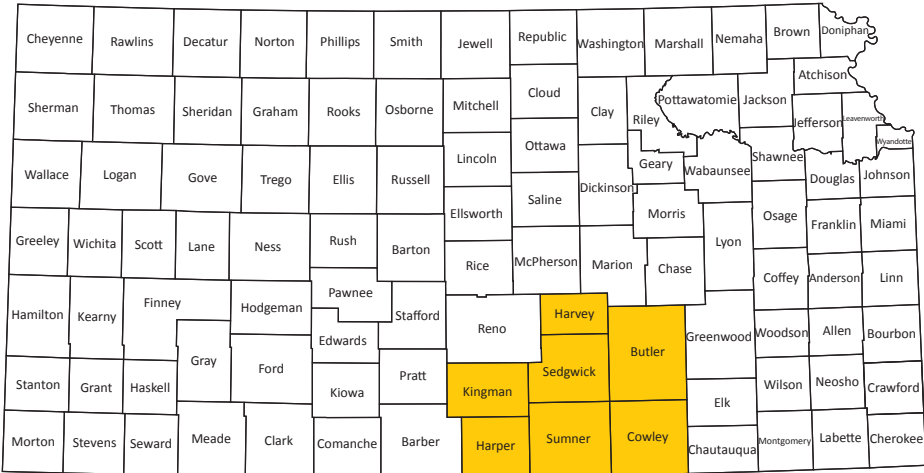 Cheyenne
Rawlins
Decatur
Norton
Phillips
Smith
Jewell
Republic
Washington
Marshall
Nemaha
Brown
Doniphan
Sherman
Thomas
Sheridan
Graham
Rooks
Osborne
Mitchell
Cloud
Clay
Riley
Pottawatomie
Jackson
Atchison
Jefferson
Leavenworth
Wyandotte
Wallace
Logan
Gove
Trego
Ellis
Russell
Lincoln
Ottawa
Dickinson
Geary
Wabaunsee
Shawnee
Douglas
Johnson
Greeley
Wichita
Scott
Lane
Ness
Rush
Barton
Ellsworth
Saline
Morris
Lyon
Osage
Franklin
Miami
Hamilton
Kearny
Finney
Hodgeman
Pawnee
Stafford
Rice
McPherson
Marion
Chase
Coffey
Anderson
Linn
Gray
Ford
Edwards
Reno
Harvey
Butler
Greenwood
Woodson
Allen
Bourbon
Stanton
Grant
Haskell
Kiowa
Pratt
Kingman
Sedgwick
Elk
Wilson
Neosho
Crawford
Morton
Stevens
Seward
Meade
Clark
Comanche
Barber
Harper
Sumner
Cowley
Chautauqua
Montgomery
Labette
Cherokee